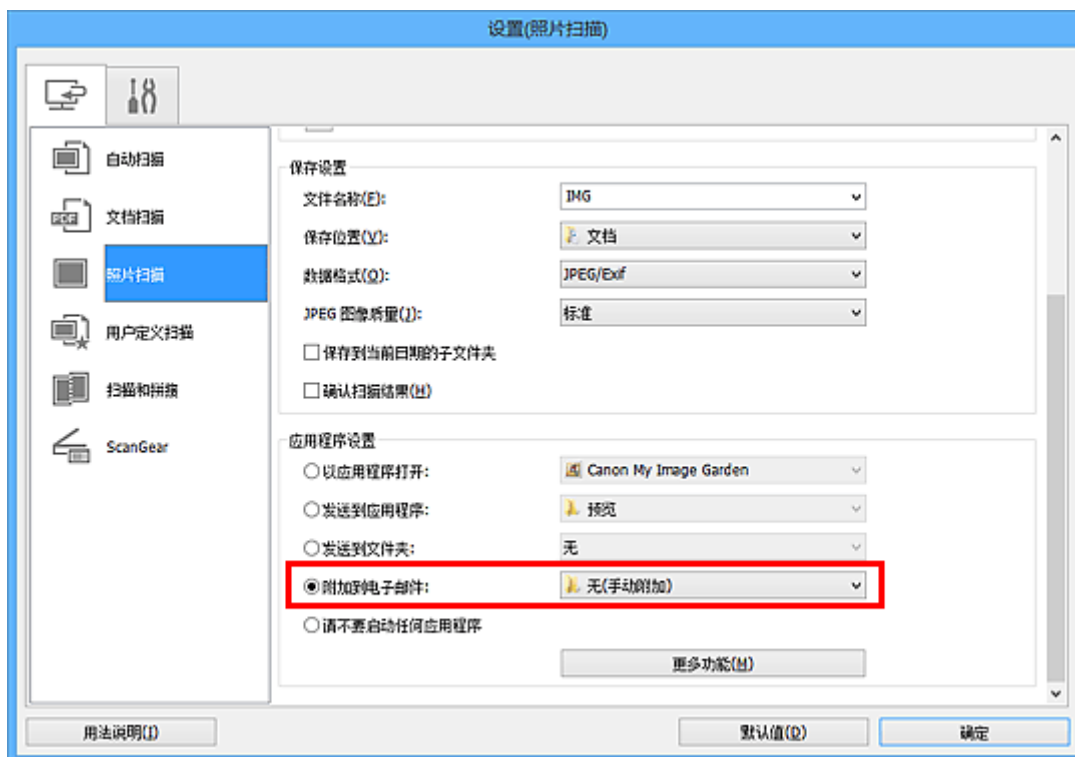 设置(照片扫描)
自动扫描
文档扫描
照片扫描
用户定义扫描
扫描和拼接
ScanGear
保存设置
文件名称(F): IMG
保存位置(V): 文档
数据格式(O): JPEG/Exif
JPEG 图像质量(J): 标准
保存到当前日期的子文件夹
确认扫描结果(H)
应用程序设置
以应用程序打开: Canon My Image Garden
发送到应用程序: 预览
发送到文件夹: 无
附加到电子邮件: 无(手动附加)
请不要启动任何应用程序
更多功能(M)
用法说明(I) 默认值(D) 确定